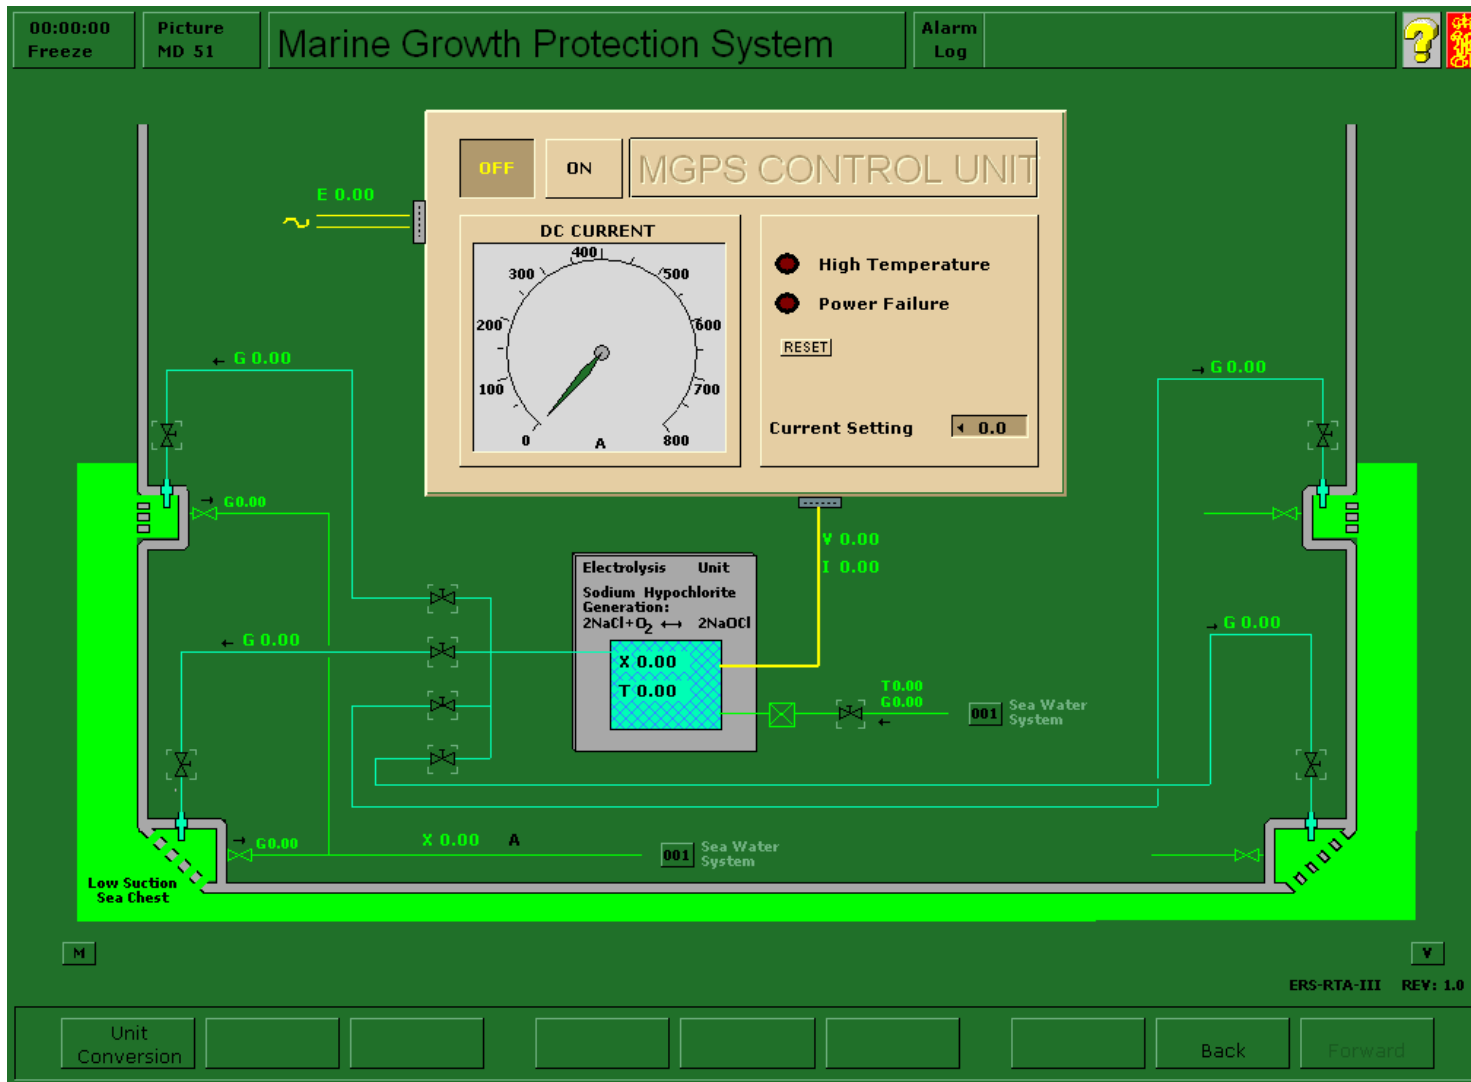 00:00:00
Freeze
Picture
MD 51
Marine Growth Protection System
Alarm
Log
?
OFF
ON
MGPS CONTROL UNIT
E 0.00
DC CURRENT
0
100
200
300
400
500
600
700
800
A
High Temperature
Power Failure
RESET
Current Setting
0.0
G 0.00
G 0.00
G0.00
V 0.00
I 0.00
Electrolysis Unit
Sodium Hypochlorite
Generation:
2NaCl+O2 ↔ 2NaOCl
X 0.00
T 0.00
G 0.00
G 0.00
T0.00
G0.00
001
Sea Water
System
G0.00
X 0.00 A
001
Sea Water
System
Low Suction
Sea Chest
M
V
ERS-RTA-III REV: 1.0
Unit
Conversion
Back
Forward